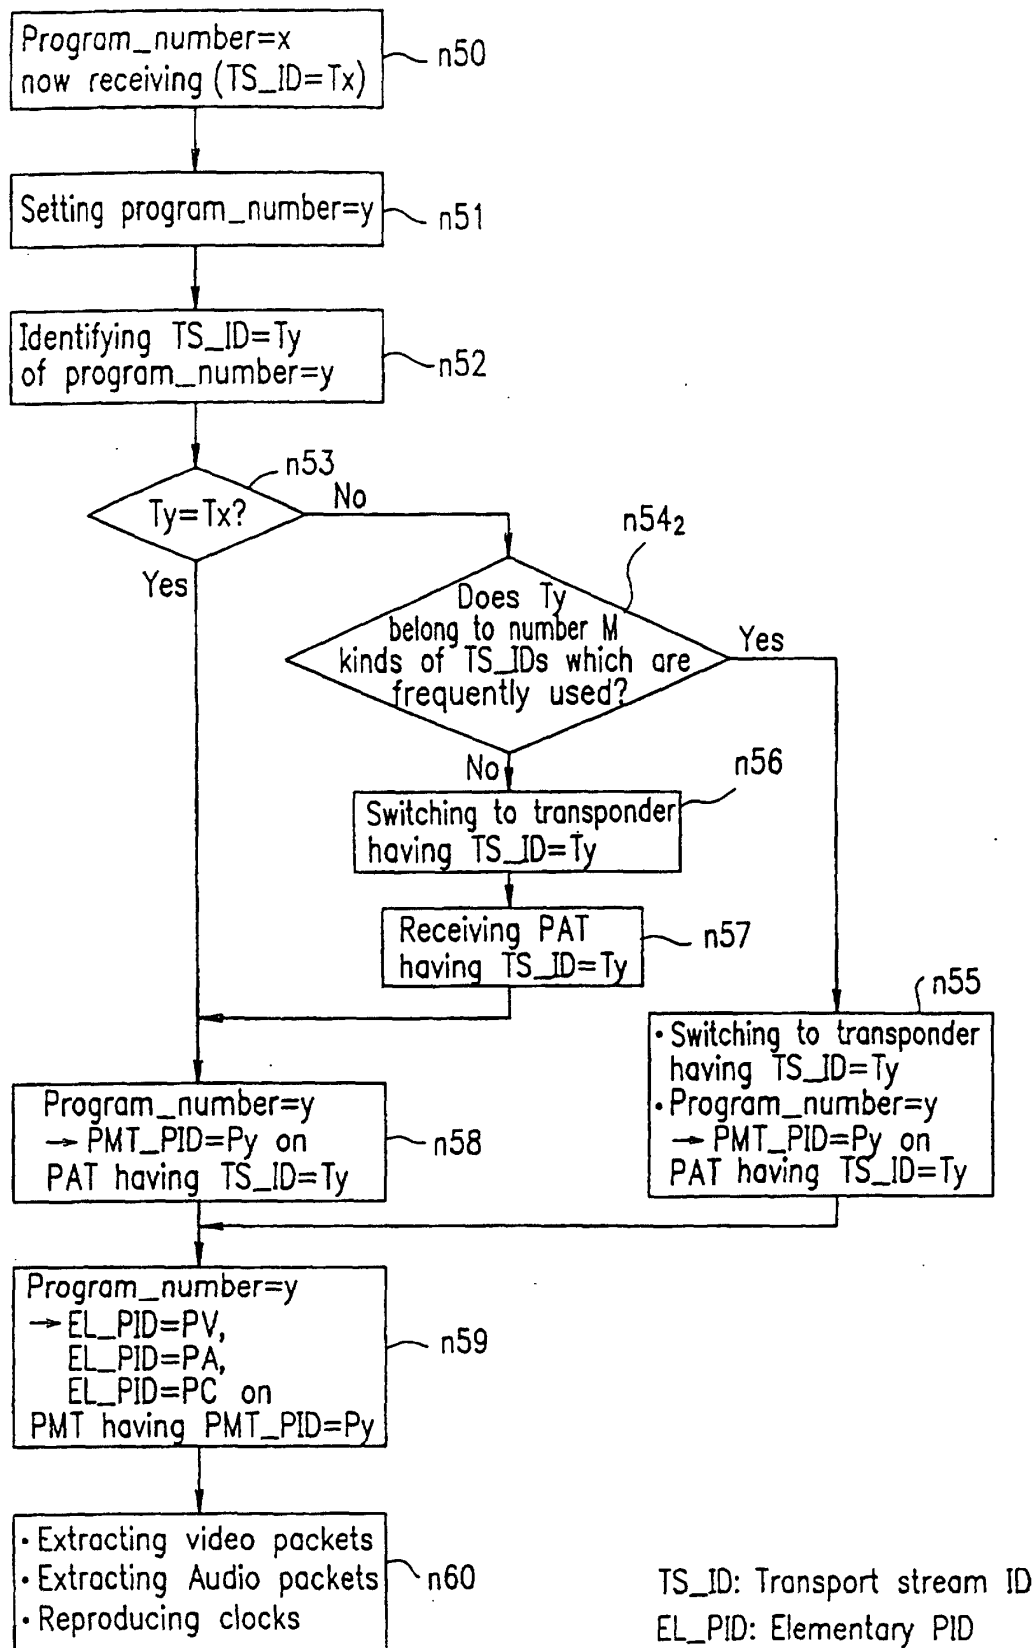 Program_number=x
now receiving (TS_ID=Tx)
n50
Setting program_number=y
n51
Identifying TS_ID=Ty
of program_number=y
n52
n53
Ty=Tx?
No
Yes
n54₂
Does Ty
belong to number M
kinds of TS_IDs which are
frequently used?
Yes
No
n56
Switching to transponder
having TS_ID=Ty
Receiving PAT
having TS_ID=Ty
n57
n55
• Switching to transponder
having TS_ID=Ty
• Program_number=y
→ PMT_PID=Py on
PAT having TS_ID=Ty
Program_number=y
→ PMT_PID=Py on
PAT having TS_ID=Ty
n58
Program_number=y
→ EL_PID=PV,
EL_PID=PA,
EL_PID=PC on
PMT having PMT_PID=Py
n59
• Extracting video packets
• Extracting Audio packets
• Reproducing clocks
n60
TS_ID: Transport stream ID
EL_PID: Elementary PID